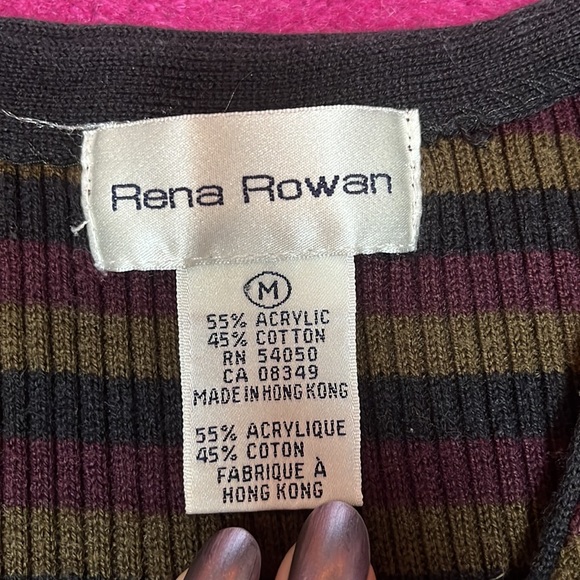 Rena Rowan
M
55% ACRYLIC
45% COTTON
RN 54050
CA 08349
MADE IN HONG KONG
55% ACRYLIQUE
45% COTON
FABRIQUE À
HONG KONG